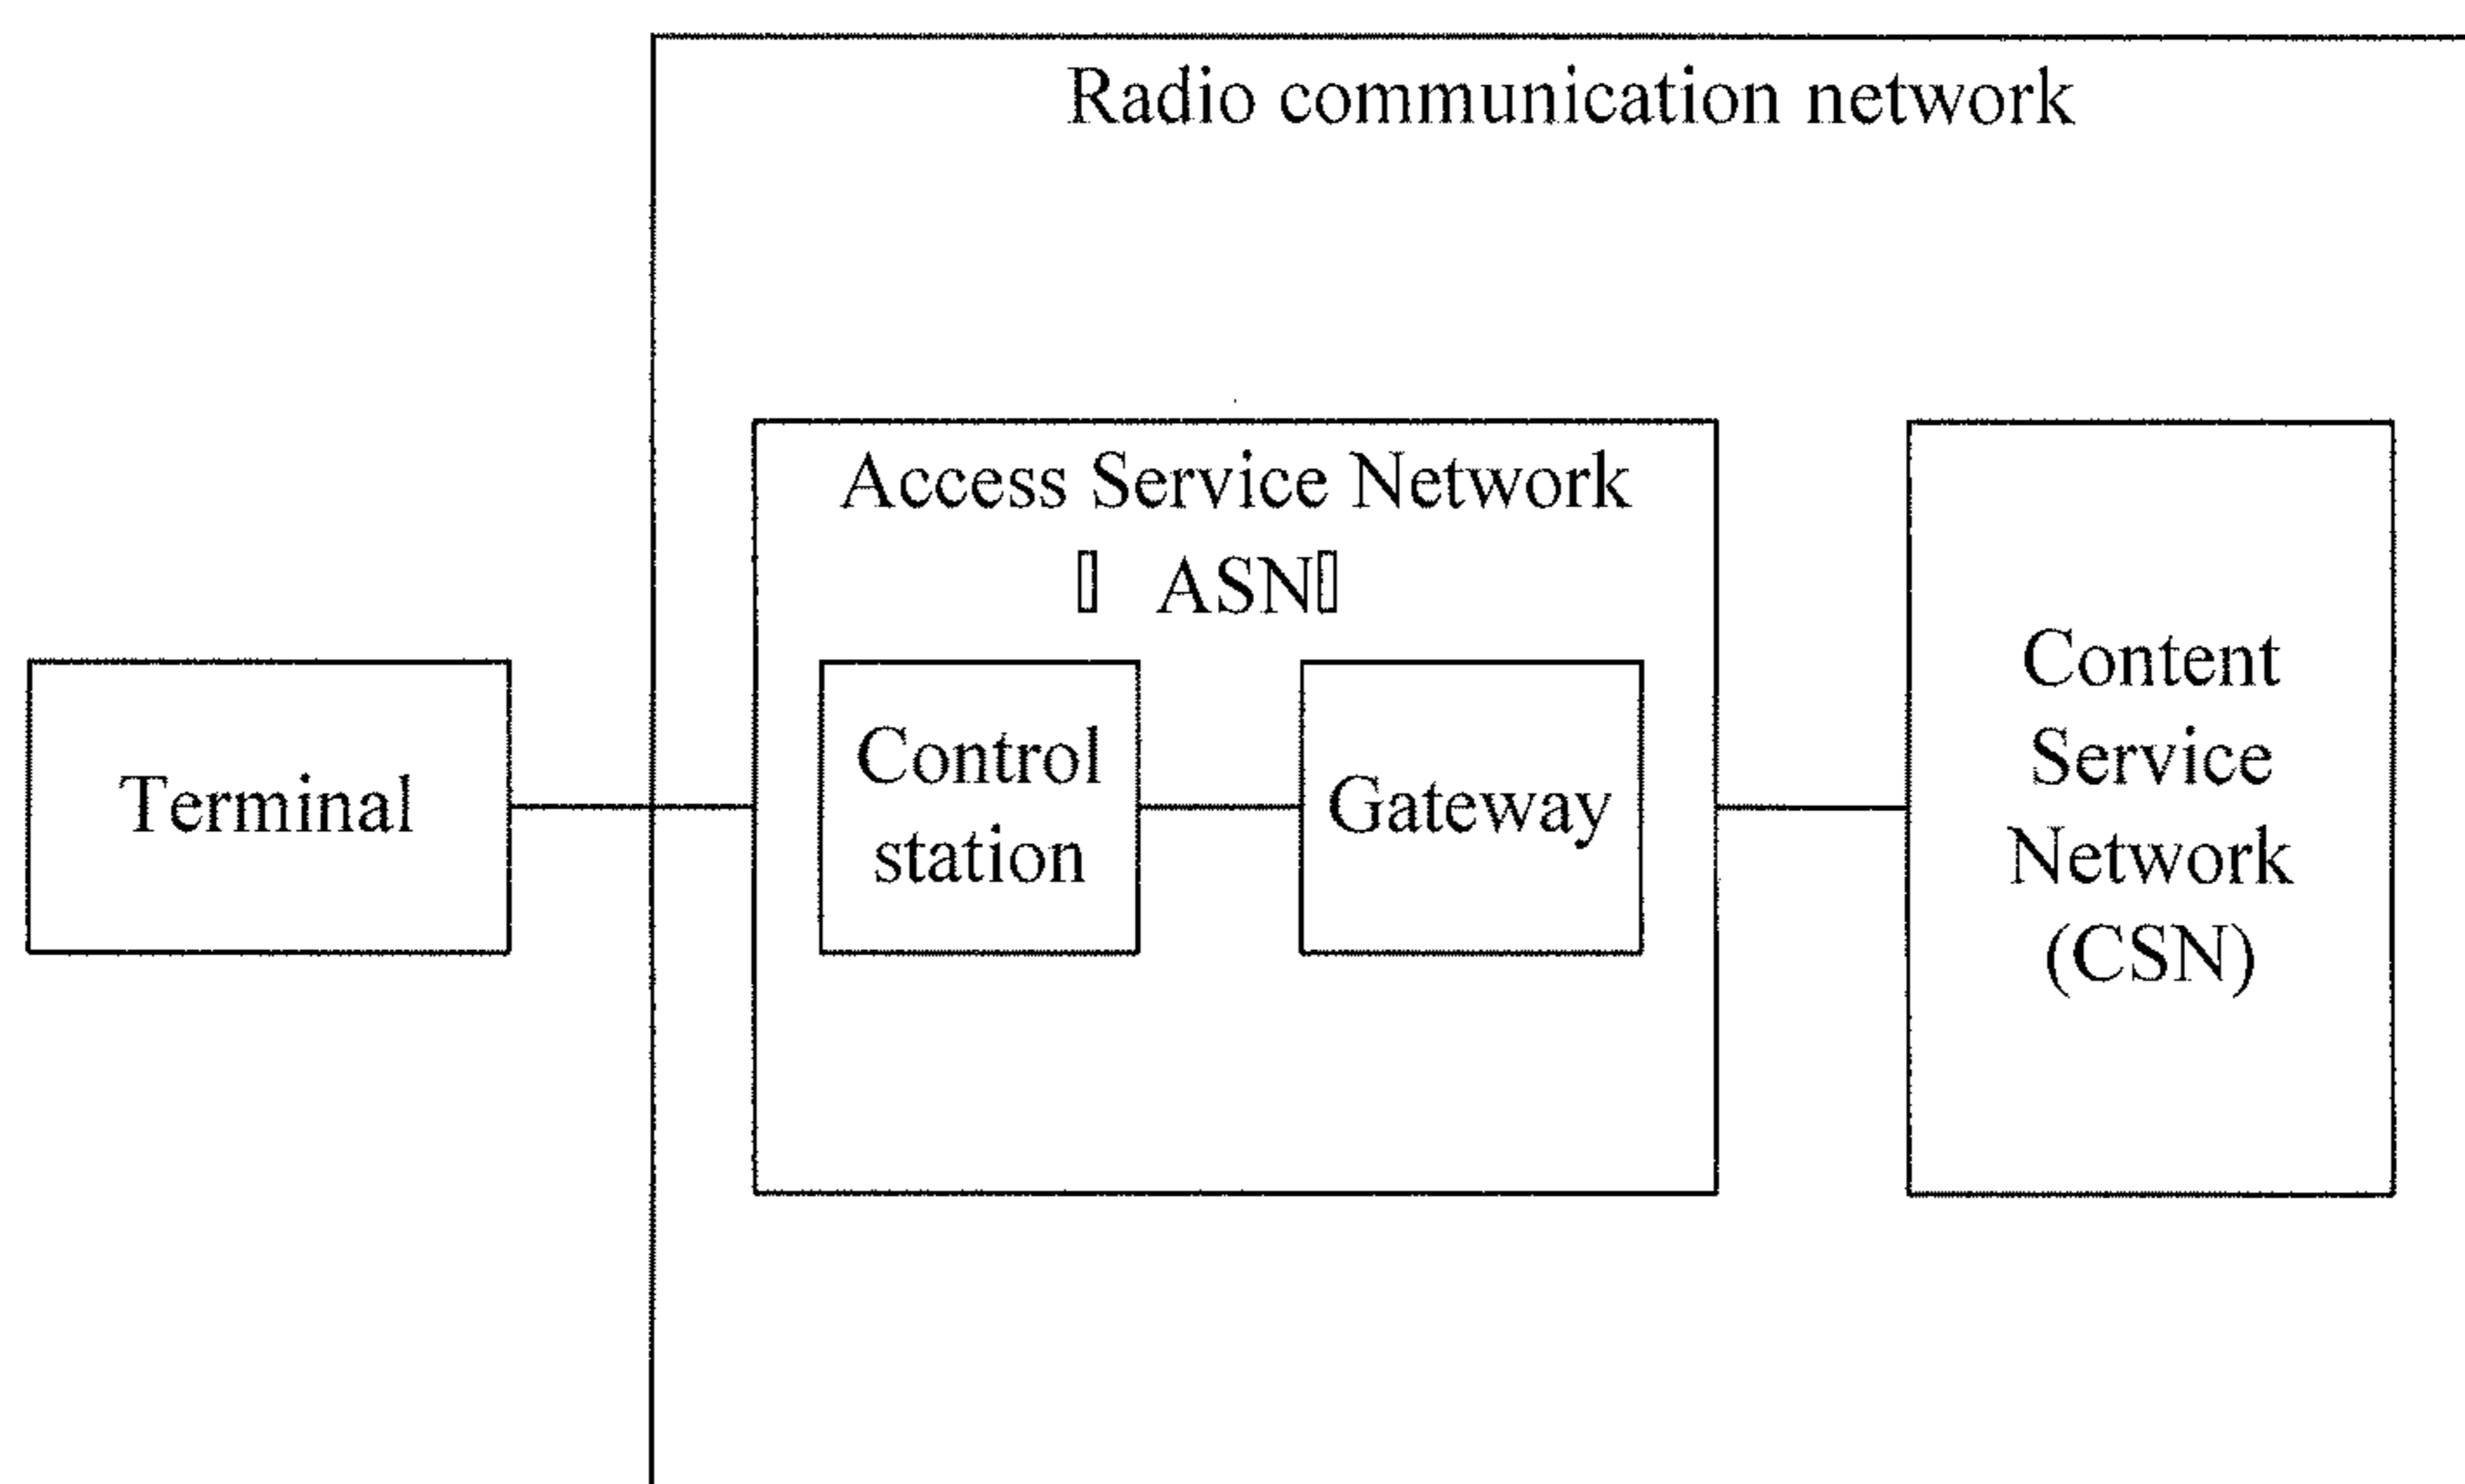 Radio communication network
Access Service Network
▯ ASN▯
Terminal
Control
station
Gateway
Content
Service
Network
(CSN)